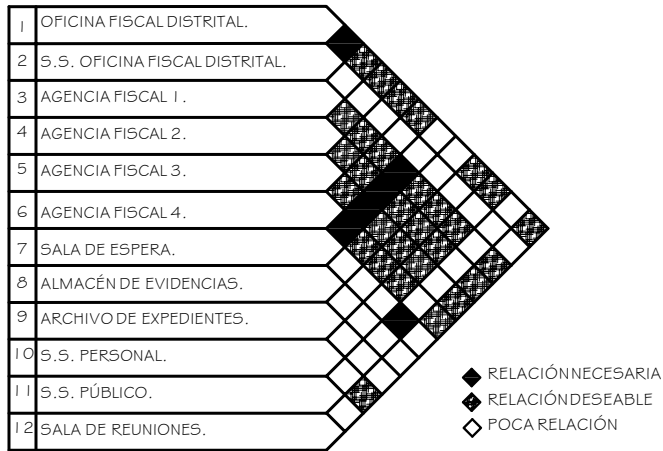 1 OFICINA FISCAL DISTRITAL.
2 S.S. OFICINA FISCAL DISTRITAL.
3 AGENCIA FISCAL 1.
4 AGENCIA FISCAL 2.
5 AGENCIA FISCAL 3.
6 AGENCIA FISCAL 4.
7 SALA DE ESPERA.
8 ALMACÉN DE EVIDENCIAS.
9 ARCHIVO DE EXPEDIENTES.
10 S.S. PERSONAL.
11 S.S. PÚBLICO.
12 SALA DE REUNIONES.
RELACIÓN NECESARIA
RELACIÓN DESEABLE
POCA RELACIÓN